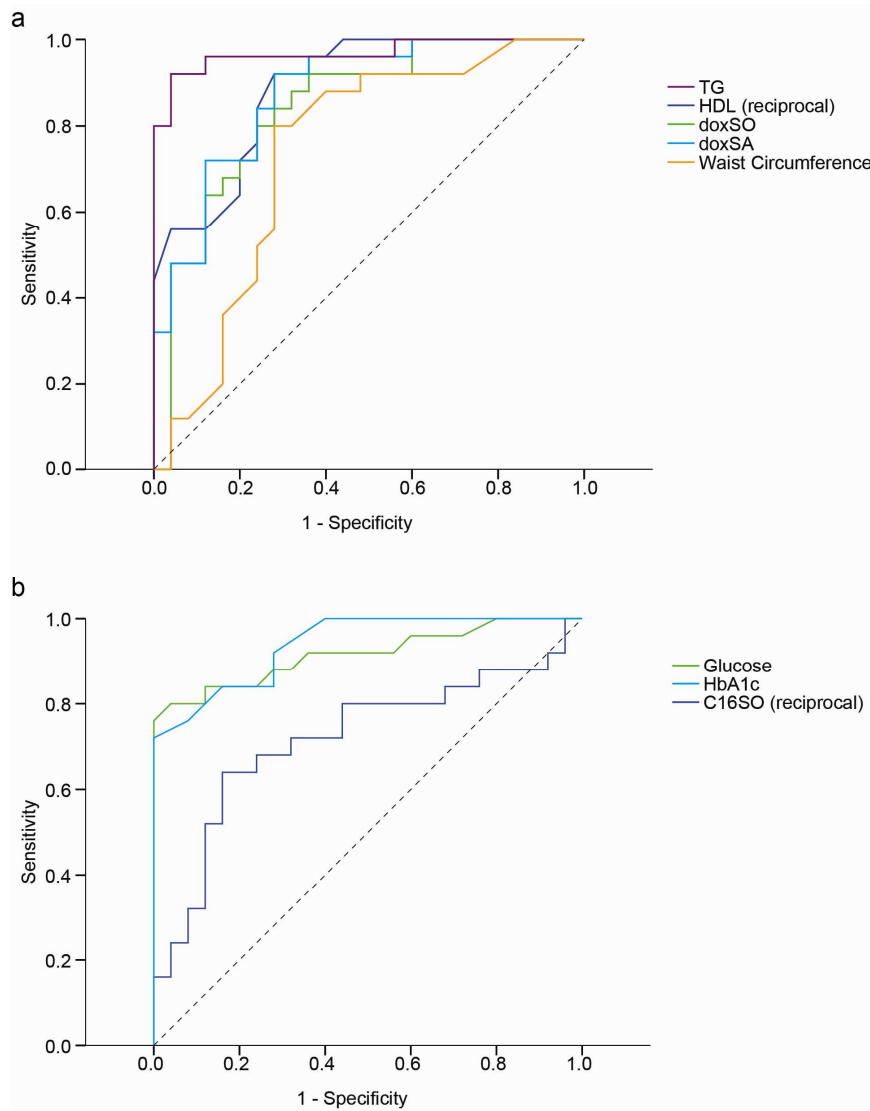 a
1.0
0.8
0.6
0.4
0.2
0.0
Sensitivity
0.0 0.2 0.4 0.6 0.8 1.0
1 - Specificity
TG
HDL (reciprocal)
doxSO
doxSA
Waist Circumference
b
1.0
0.8
0.6
0.4
0.2
0.0
Sensitivity
0.0 0.2 0.4 0.6 0.8 1.0
1 - Specificity
Glucose
HbA1c
C16SO (reciprocal)